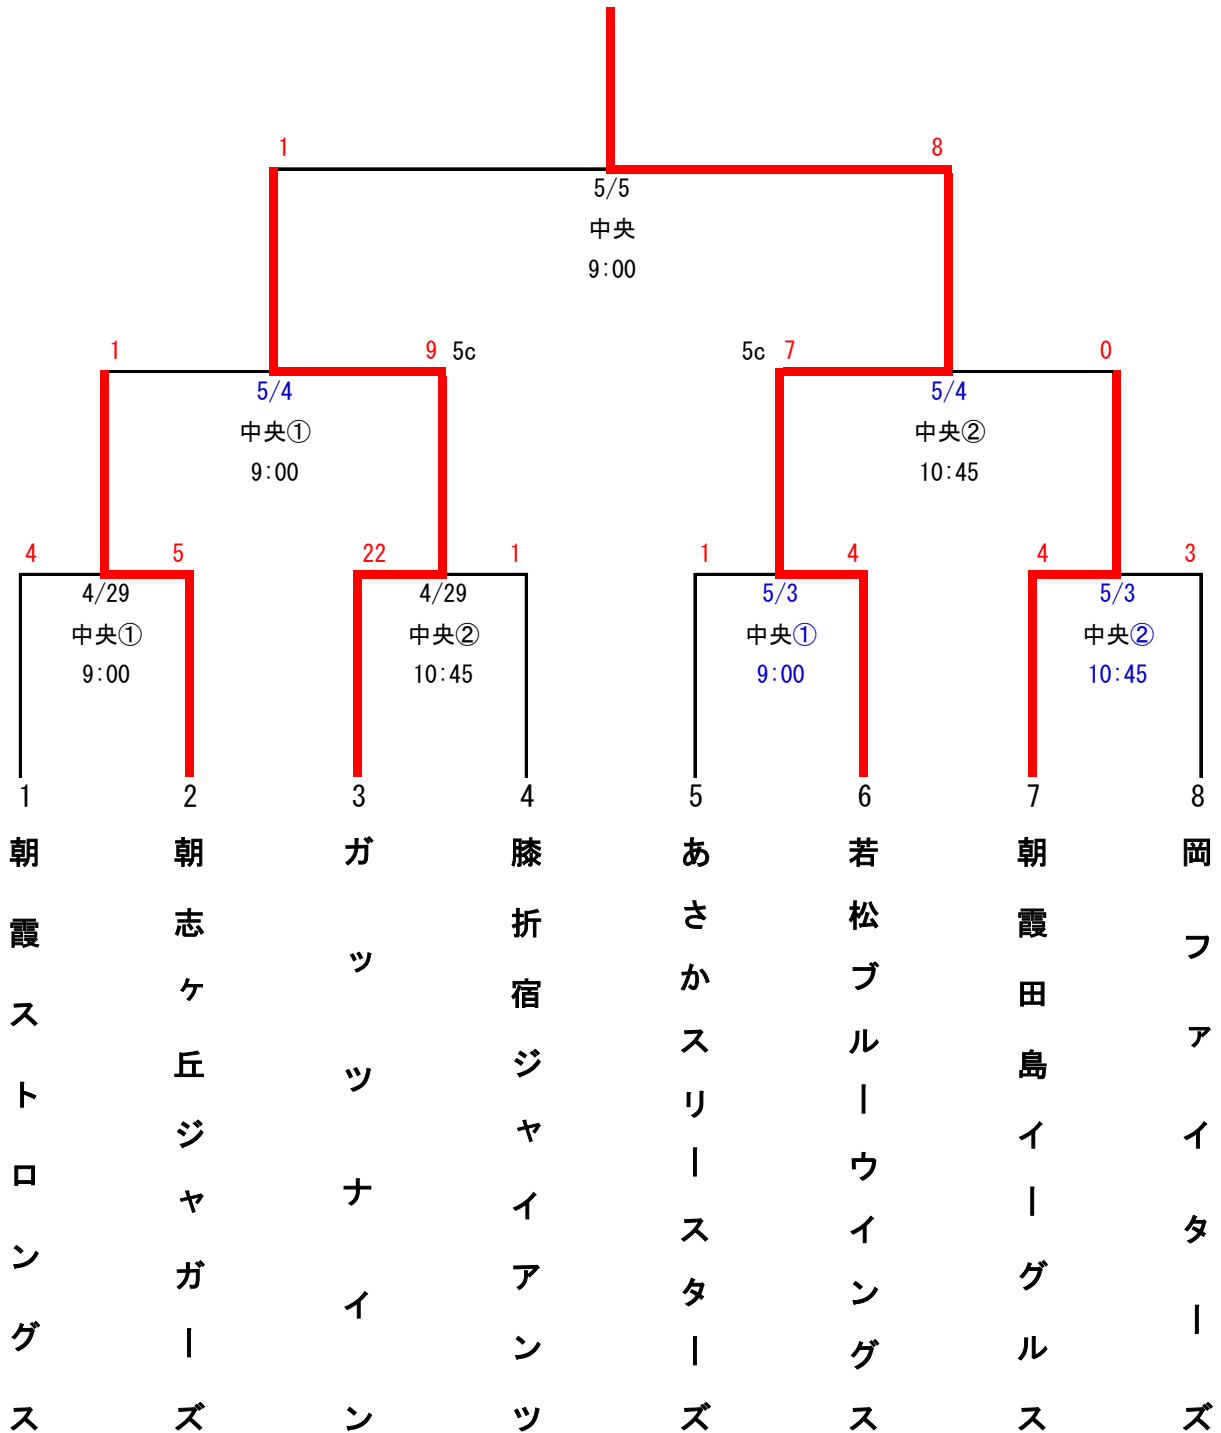 1 8
5/5
中央
9:00
1 9 5c 5c 7 0
5/4 5/4
中央① 中央②
9:00 10:45
4 5 22 1 1 4 4 3
4/29 4/29 5/3 5/3
中央① 中央② 中央① 中央②
9:00 10:45 9:00 10:45
1 2 3 4 5 6 7 8
朝霞ストロングス
朝志ヶ丘ジャガーズ
ガッツナイン
膝折宿ジャイアンツ
あさかスリースターズ
若松ブルーウイングス
朝霞田島イーグルス
岡ファイターズ